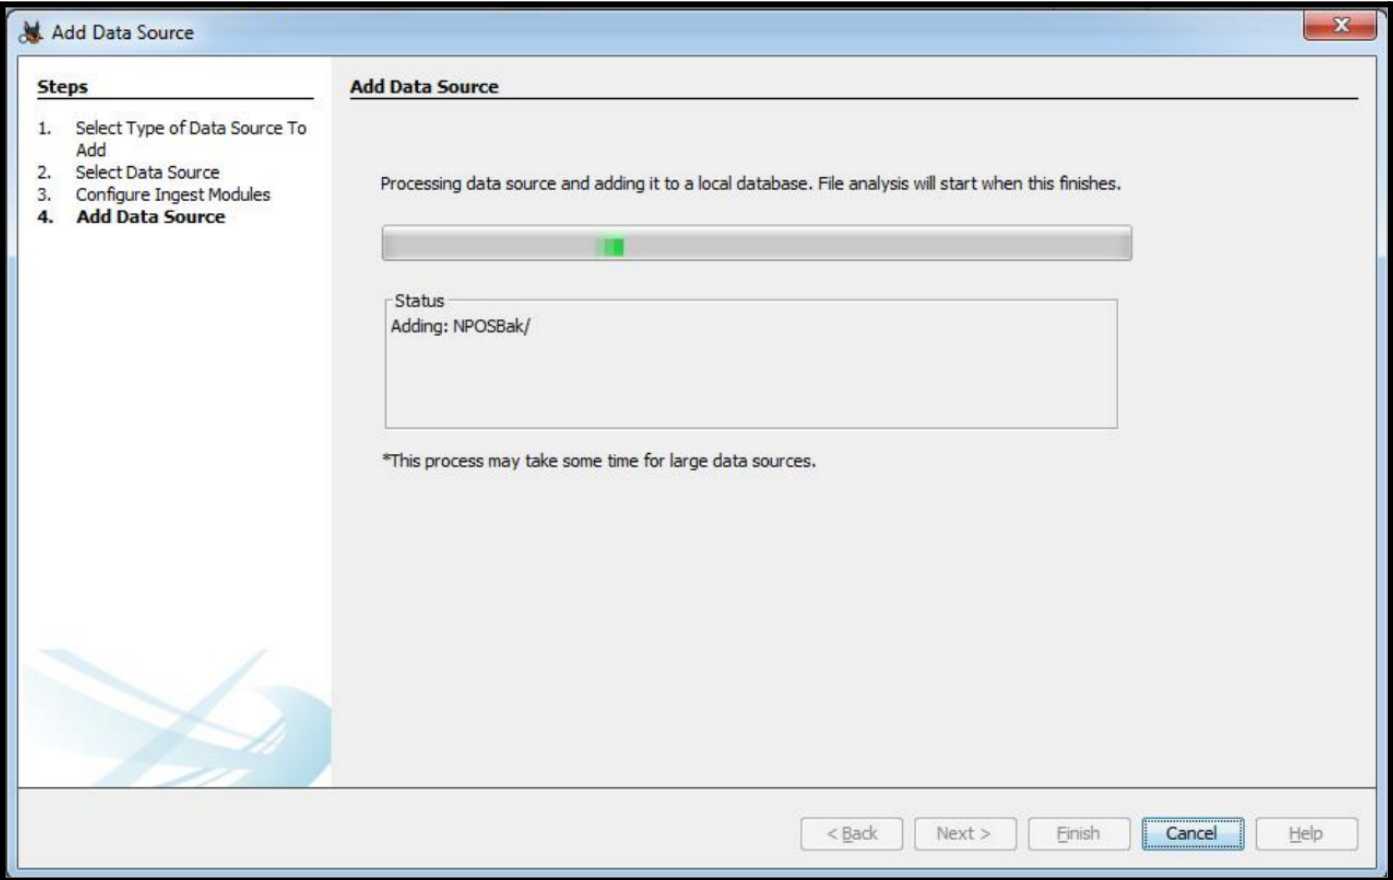 Add Data Source
Steps
1. Select Type of Data Source To
Add
2. Select Data Source
3. Configure Ingest Modules
4. Add Data Source
Add Data Source
Processing data source and adding it to a local database. File analysis will start when this finishes.
Status
Adding: NPOSBak/
*This process may take some time for large data sources.
< Back Next > Finish Cancel Help